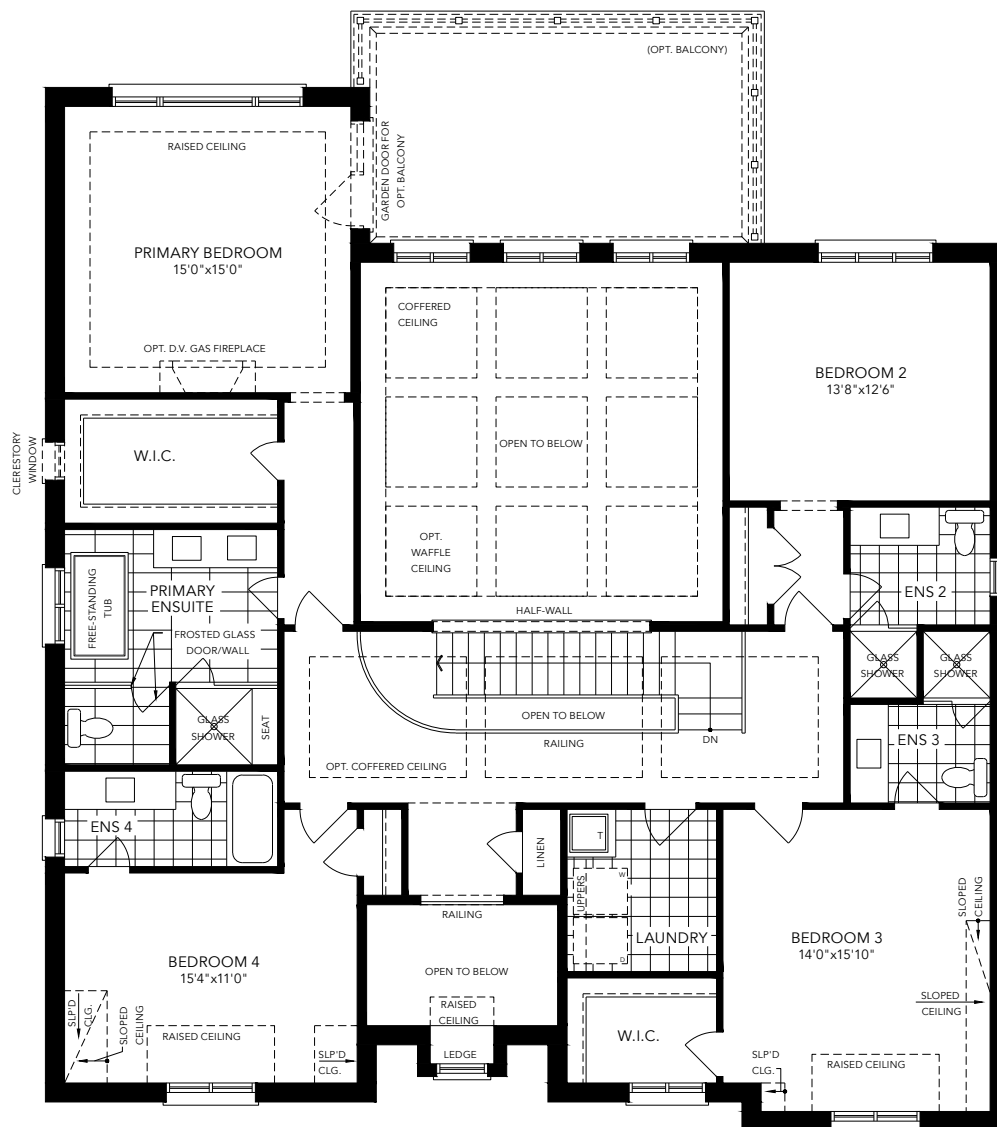 (OPT. BALCONY)
GARDEN DOOR FOR
OPT. BALCONY
RAISED CEILING
PRIMARY BEDROOM
15'0"x15'0"
OPT. D.V. GAS FIREPLACE
COFFERED
CEILING
OPEN TO BELOW
OPT.
WAFFLE
CEILING
HALF-WALL
BEDROOM 2
13'8"x12'6"
CLERESTORY
WINDOW
W.I.C.
PRIMARY
ENSUITE
FREE-STANDING
TUB
FROSTED GLASS
DOOR/WALL
GLASS
SHOWER
SEAT
ENS 2
GLASS
SHOWER
GLASS
SHOWER
ENS 3
OPEN TO BELOW
RAILING
DN
OPT. COFFERED CEILING
ENS 4
LINEN
T
W
UPPERS
D
LAUNDRY
RAILING
OPEN TO BELOW
RAISED
CEILING
LEDGE
BEDROOM 4
15'4"x11'0"
SLP'D
CLG.
SLOPED
CEILING
RAISED CEILING
SLP'D
CLG.
W.I.C.
BEDROOM 3
14'0"x15'10"
SLOPED
CEILING
SLOPED
CEILING
SLP'D
CLG.
RAISED CEILING